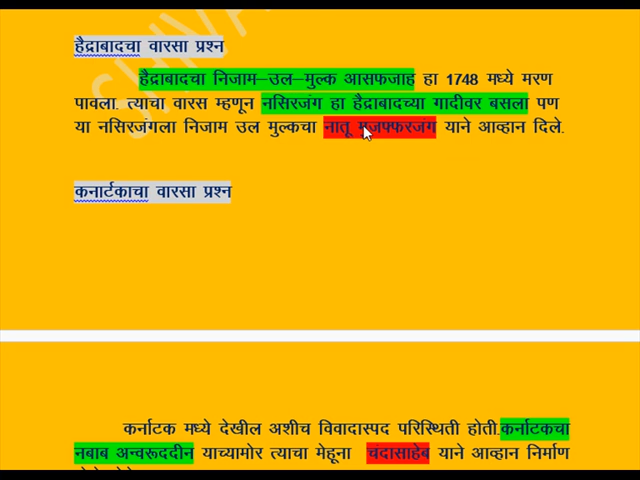 हैद्राबादचा वारसा प्रश्न
हैद्राबादचा निजाम-उल-मुल्क आसफजाह हा 1748 मध्ये मरण
पावला. त्याचा वारस म्हणून नसिरजंग हा हैद्राबादच्या गादीवर बसला पण
या नसिरजंगला निजाम उल मुल्कचा नातू मुजफ्फरजंग याने आव्हान दिले.
कनार्टकाचा वारसा प्रश्न
कर्नाटक मध्ये देखील अशीच विवादास्पद परिस्थिती होती.कर्नाटकचा
नबाब अन्वरूददीन याच्यामोर त्याचा मेहूना चंदासाहेब याने आव्हान निर्माण